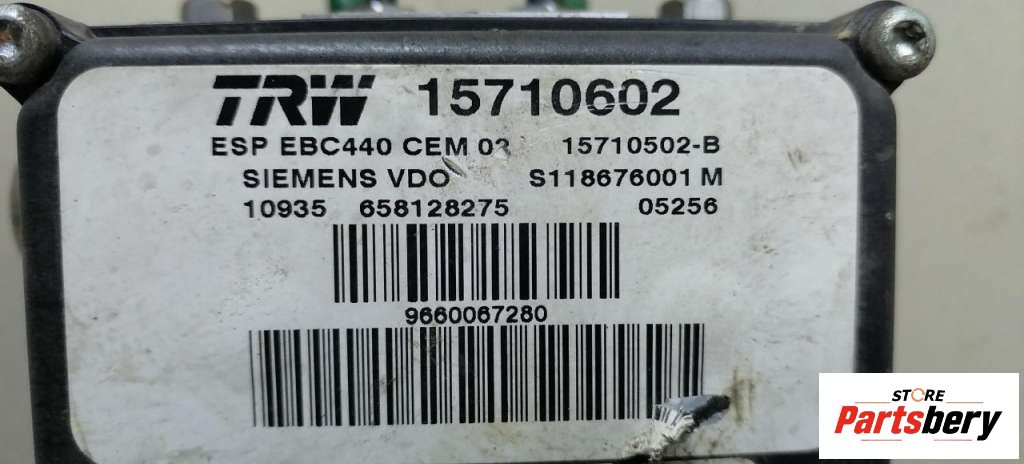 TRW 15710602
ESP EBC440 CEM 03 15710502-B
SIEMENS VDO S118676001 M
10935 658128275 05256
9660067280
STORE
Partsbery